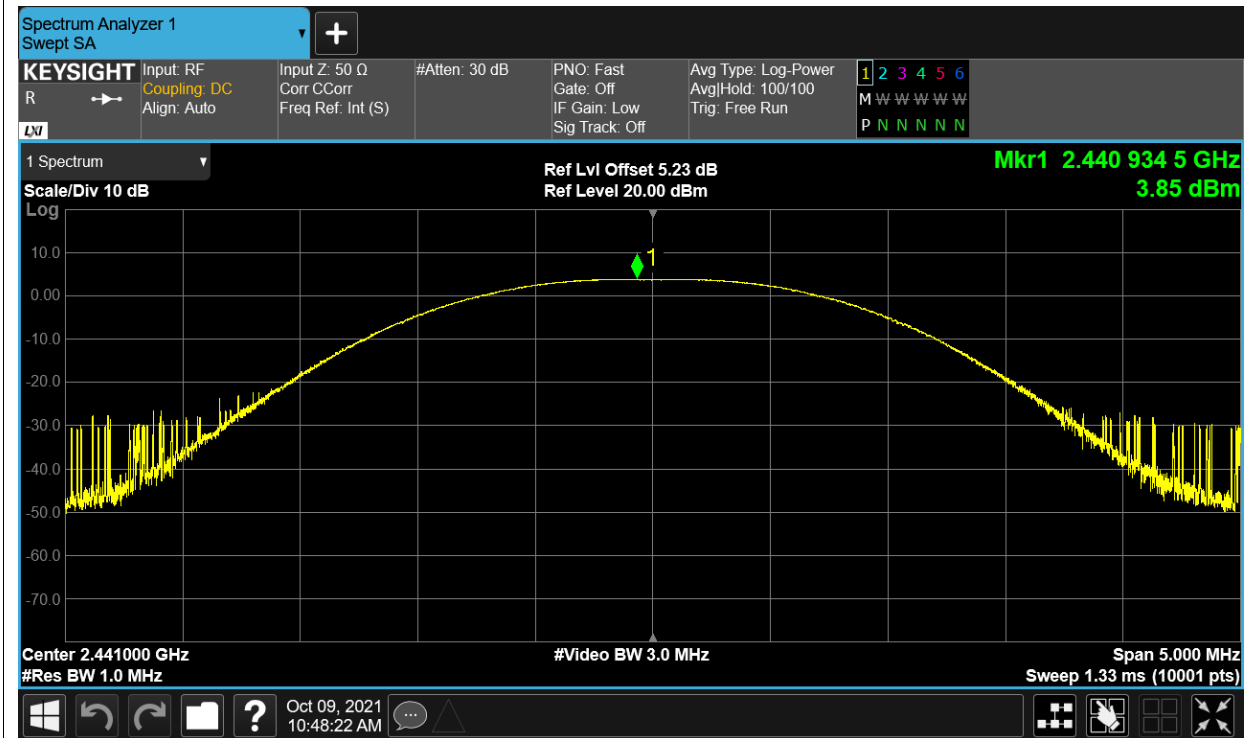 Spectrum Analyzer 1
Swept SA
+
KEYSIGHT
R
LXI
Input: RF
Coupling: DC
Align: Auto
Input Z: 50 Ω
Corr CCorr
Freq Ref: Int (S)
#Atten: 30 dB
PNO: Fast
Gate: Off
IF Gain: Low
Sig Track: Off
Avg Type: Log-Power
Avg|Hold: 100/100
Trig: Free Run
1 2 3 4 5 6
M W W W W W
P N N N N N
1 Spectrum
Scale/Div 10 dB
Ref Lvl Offset 5.23 dB
Ref Level 20.00 dBm
Mkr1 2.440 934 5 GHz
3.85 dBm
Log
10.0
0.00
-10.0
-20.0
-30.0
-40.0
-50.0
-60.0
-70.0
1
Center 2.441000 GHz
#Res BW 1.0 MHz
#Video BW 3.0 MHz
Span 5.000 MHz
Sweep 1.33 ms (10001 pts)
?
Oct 09, 2021
10:48:22 AM